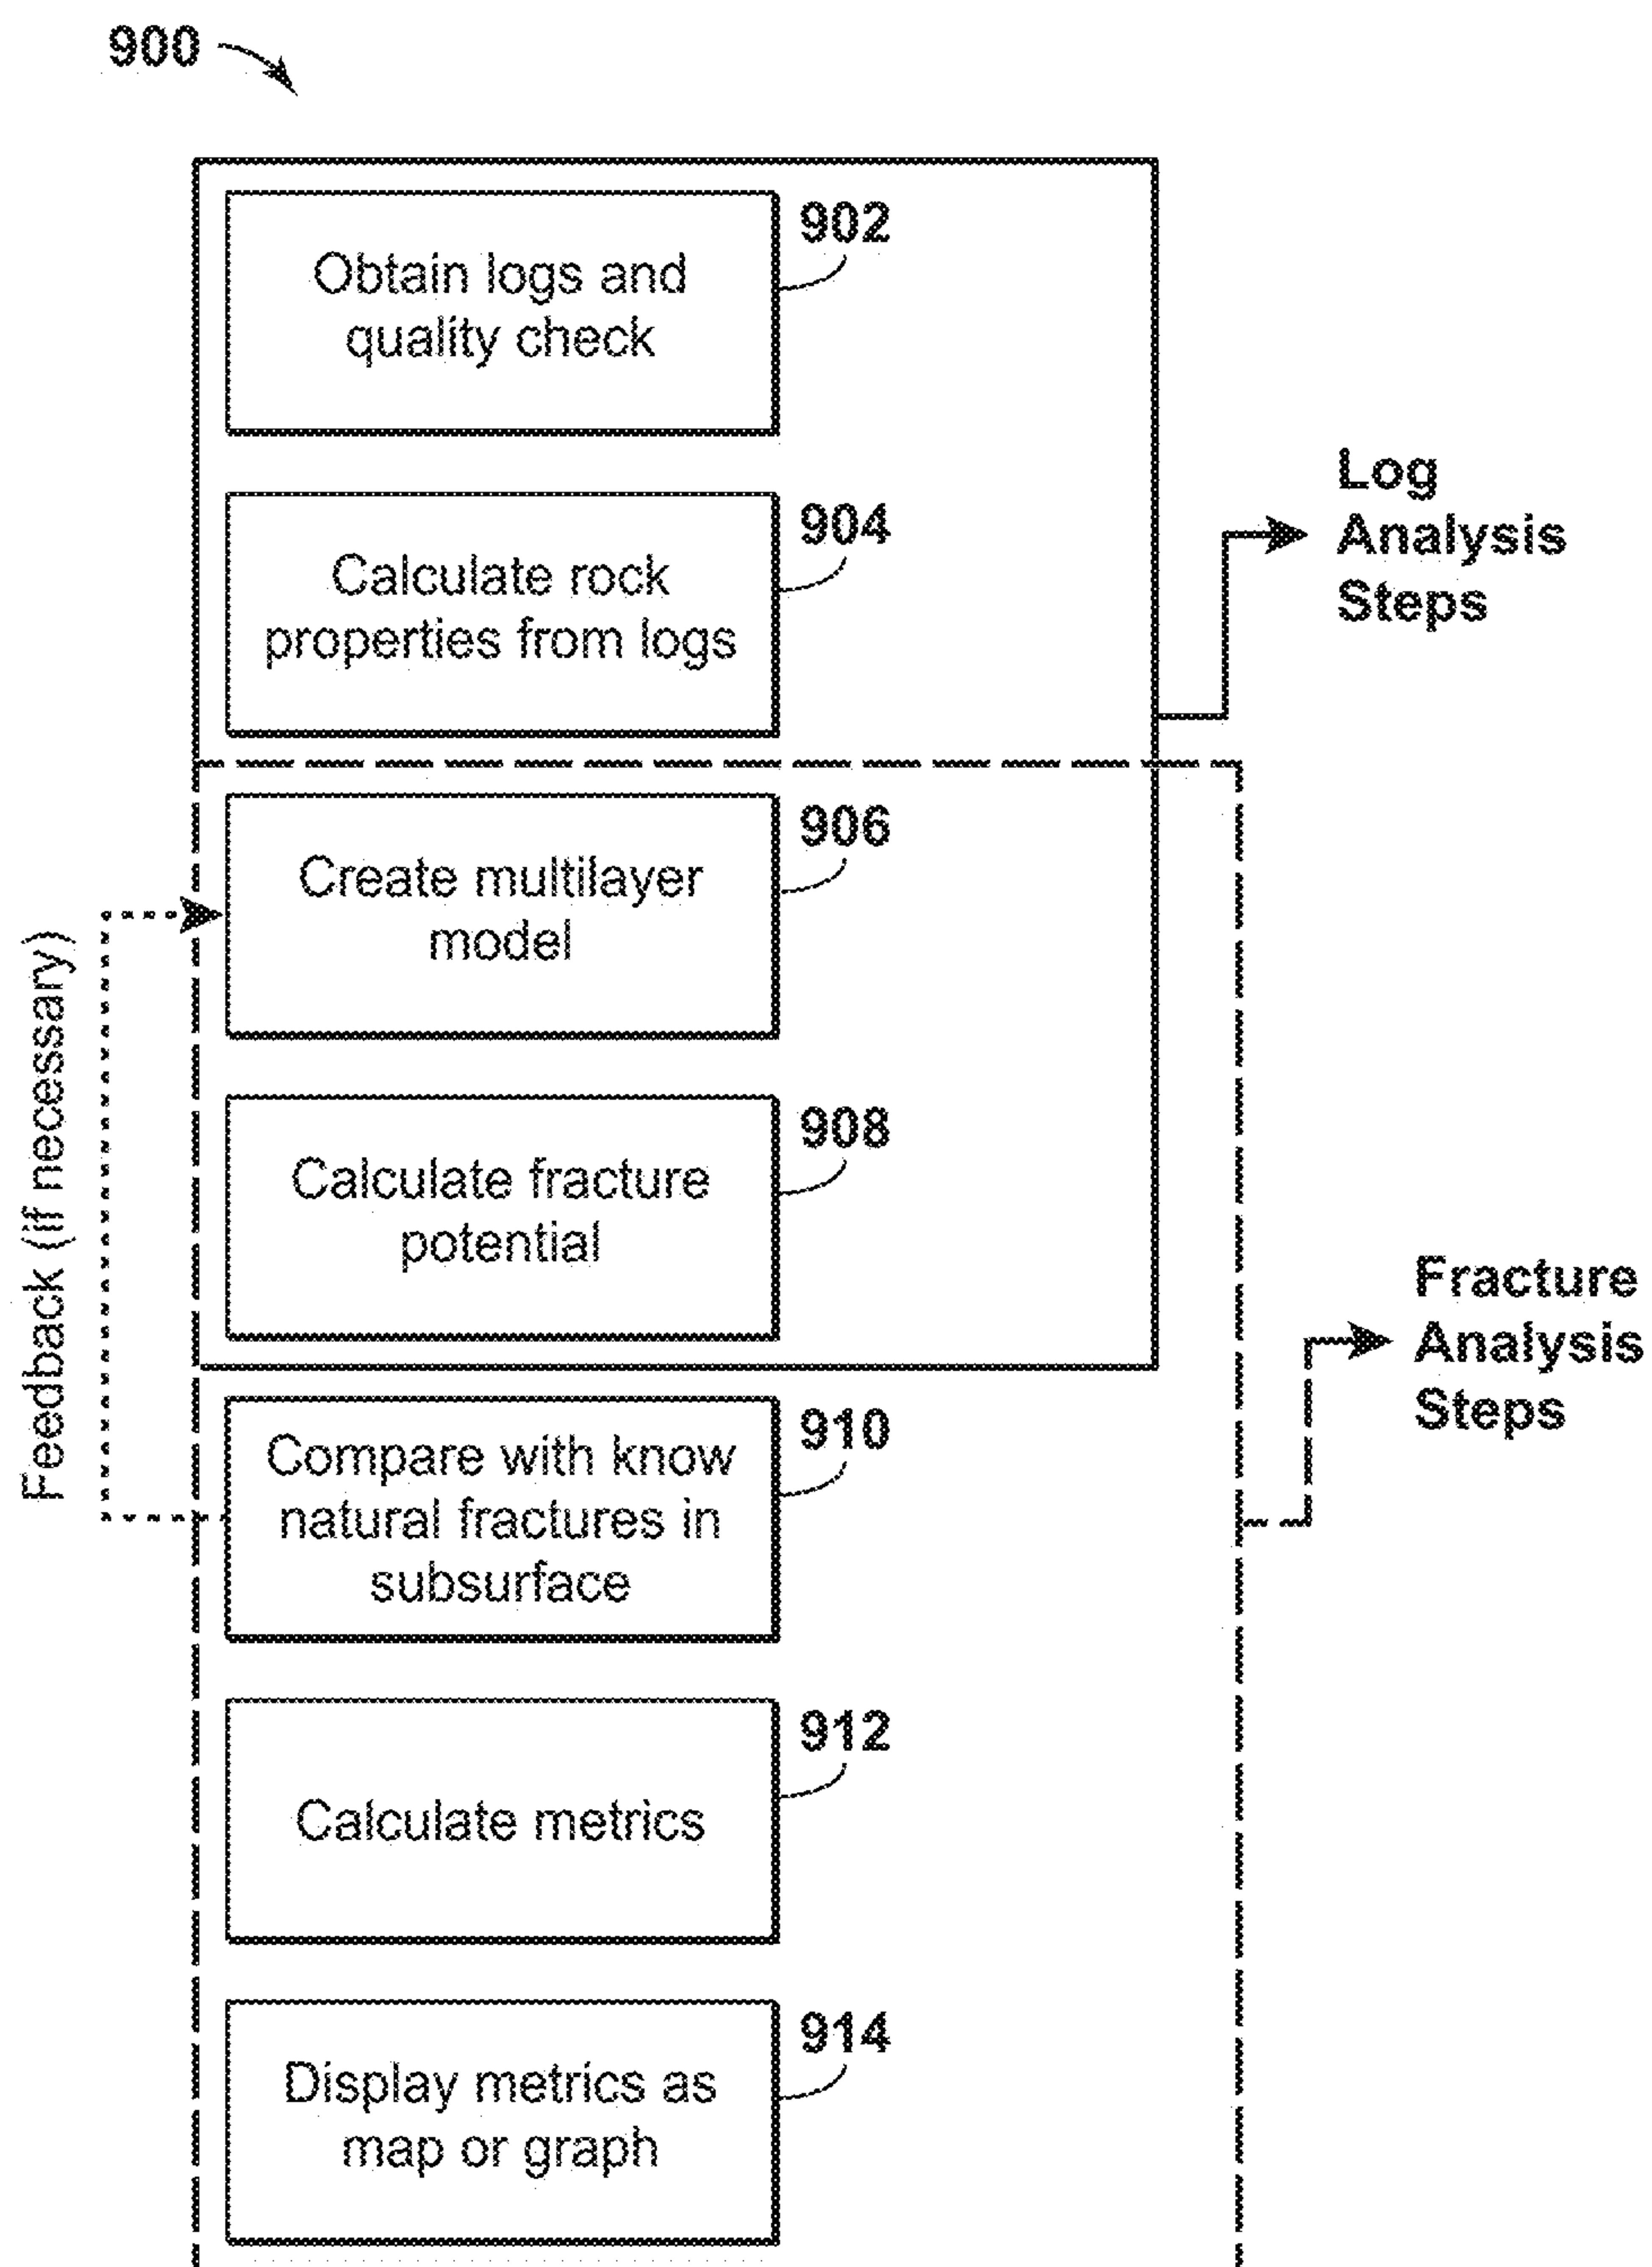 900
902
Obtain logs and
quality check
904
Calculate rock
properties from logs
Log
Analysis
Steps
906
Create multilayer
model
908
Calculate fracture
potential
Feedback (if necessary)
Fracture
Analysis
Steps
910
Compare with know
natural fractures in
subsurface
912
Calculate metrics
914
Display metrics as
map or graph